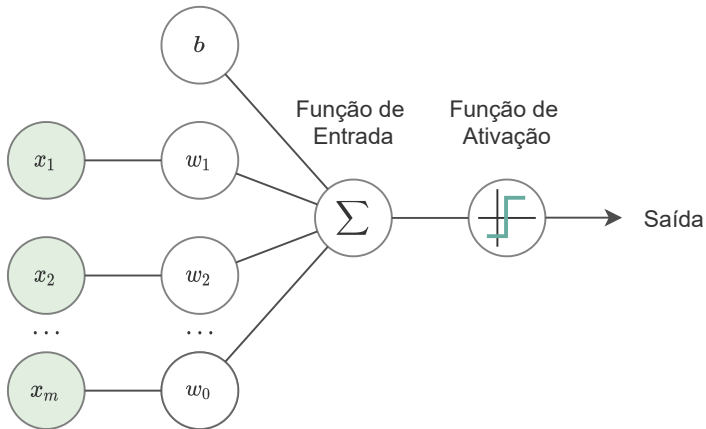 b
Função de
Entrada
Função de
Ativação
x₁
w₁
∑
Saída
x₂
w₂
...
...
xₘ
w₀